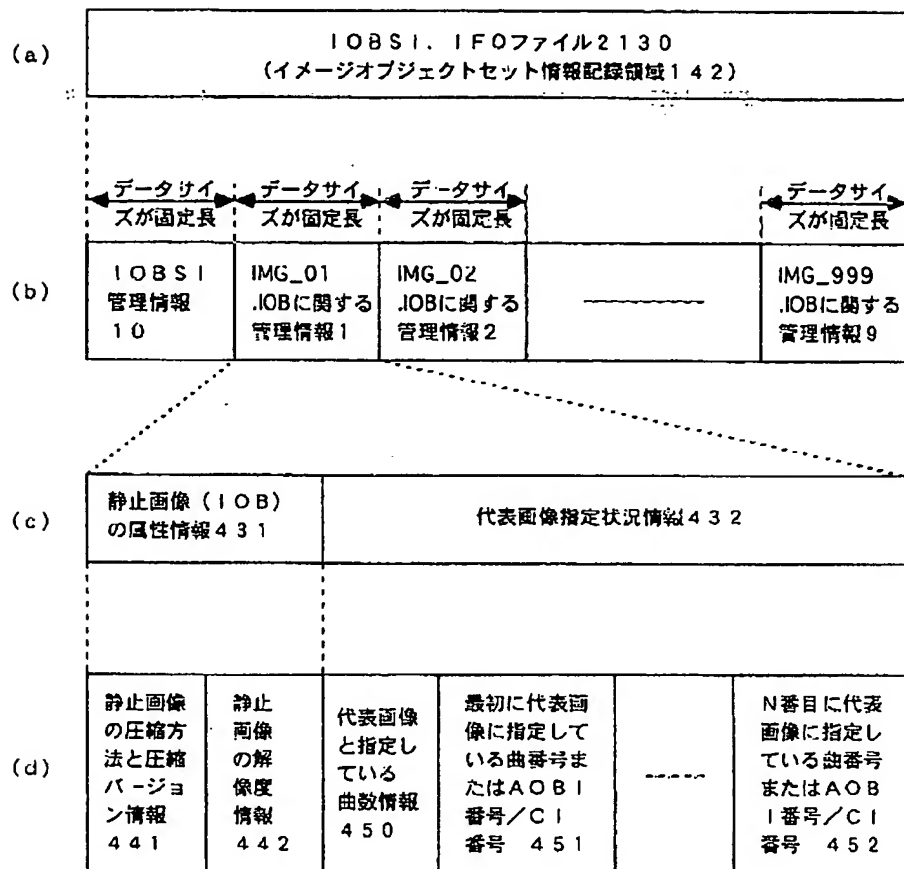 (a)
IOBSI. IFOファイル2130
(イメージオブジェクトセット情報記録領域142)
データサイ
ズが固定長
データサイ
ズが固定長
データサイ
ズが固定長
データサイ
ズが固定長
(b)
IOBSI
管理情報
10
IMG_01
.IOBに関する
管理情報1
IMG_02
.IOBに関する
管理情報2
IMG_999
.IOBに関する
管理情報9
(c)
静止画像(IOB)
の属性情報431
代表画像指定状況情報432
(d)
静止画像
の圧縮方
法と圧縮
バージョ
ン情報
441
静止
画像
の解
像度
情報
442
代表画像
と指定し
ている
曲数情報
450
最初に代表画
像に指定して
いる曲番号ま
たはAOBI
番号/CI
番号 451
N番目に代表
画像に指定し
ている曲番号
またはAOB
I番号/CI
番号 452